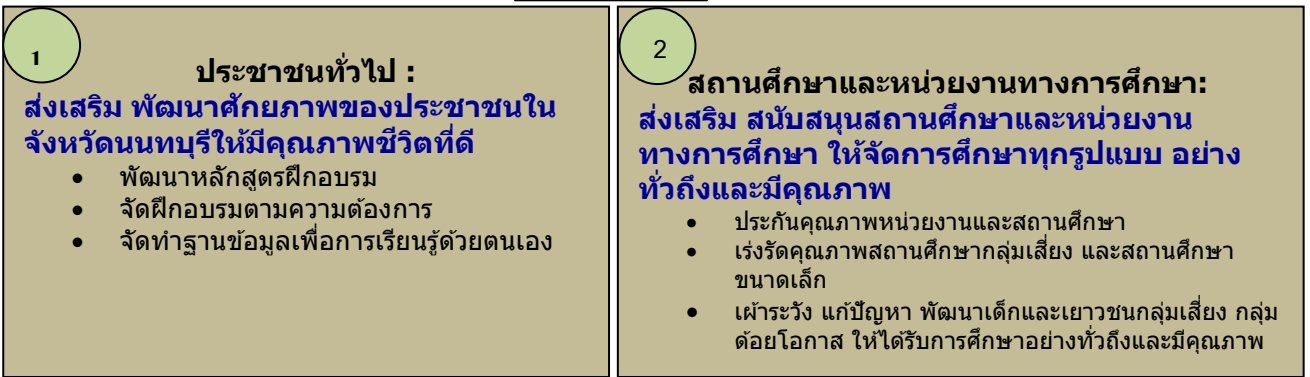 1
ประชาชนทั่วไป :
ส่งเสริม พัฒนาศักยภาพของประชาชนใน
จังหวัดนนทบุรีให้มีคุณภาพชีวิตที่ดี
• พัฒนาหลักสูตรฝึกอบรม
• จัดฝึกอบรมตามความต้องการ
• จัดทำฐานข้อมูลเพื่อการเรียนรู้ด้วยตนเอง
2
สถานศึกษาและหน่วยงานทางการศึกษา:
ส่งเสริม สนับสนุนสถานศึกษาและหน่วยงาน
ทางการศึกษา ให้จัดการศึกษาทุกรูปแบบ อย่าง
ทั่วถึงและมีคุณภาพ
• ประกันคุณภาพหน่วยงานและสถานศึกษา
• เร่งรัดคุณภาพสถานศึกษากลุ่มเสี่ยง และสถานศึกษา
ขนาดเล็ก
• เฝ้าระวัง แก้ปัญหา พัฒนาเด็กและเยาวชนกลุ่มเสี่ยง กลุ่ม
ด้อยโอกาส ให้ได้รับการศึกษาอย่างทั่วถึงและมีคุณภาพ